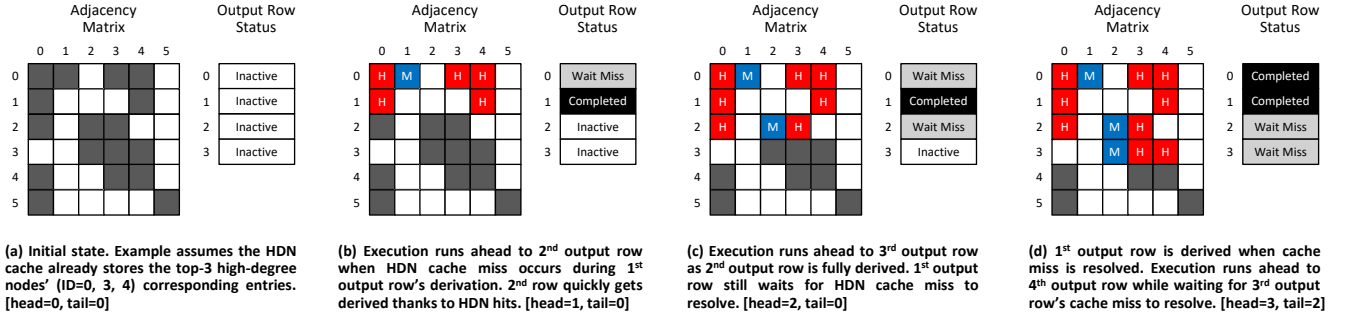 Adjacency
Matrix
Output Row
Status
0 1 2 3 4 5
0
1
2
3
4
5
0 Inactive
1 Inactive
2 Inactive
3 Inactive
(a) Initial state. Example assumes the HDN
cache already stores the top-3 high-degree
nodes’ (ID=0, 3, 4) corresponding entries.
[head=0, tail=0]
Adjacency
Matrix
Output Row
Status
0 1 2 3 4 5
0 H M H H
1 H H
2
3
4
5
0 Wait Miss
1 Completed
2 Inactive
3 Inactive
(b) Execution runs ahead to 2nd output row
when HDN cache miss occurs during 1st
output row’s derivation. 2nd row quickly gets
derived thanks to HDN hits. [head=1, tail=0]
Adjacency
Matrix
Output Row
Status
0 1 2 3 4 5
0 H M H H
1 H H
2 H M H
3
4
5
0 Wait Miss
1 Completed
2 Wait Miss
3 Inactive
(c) Execution runs ahead to 3rd output row
as 2nd output row is fully derived. 1st output
row still waits for HDN cache miss to
resolve. [head=2, tail=0]
Adjacency
Matrix
Output Row
Status
0 1 2 3 4 5
0 H M H H
1 H H
2 H M H
3 M H H
4
5
0 Completed
1 Completed
2 Wait Miss
3 Wait Miss
(d) 1st output row is derived when cache
miss is resolved. Execution runs ahead to
4th output row while waiting for 3rd output
row’s cache miss to resolve. [head=3, tail=2]